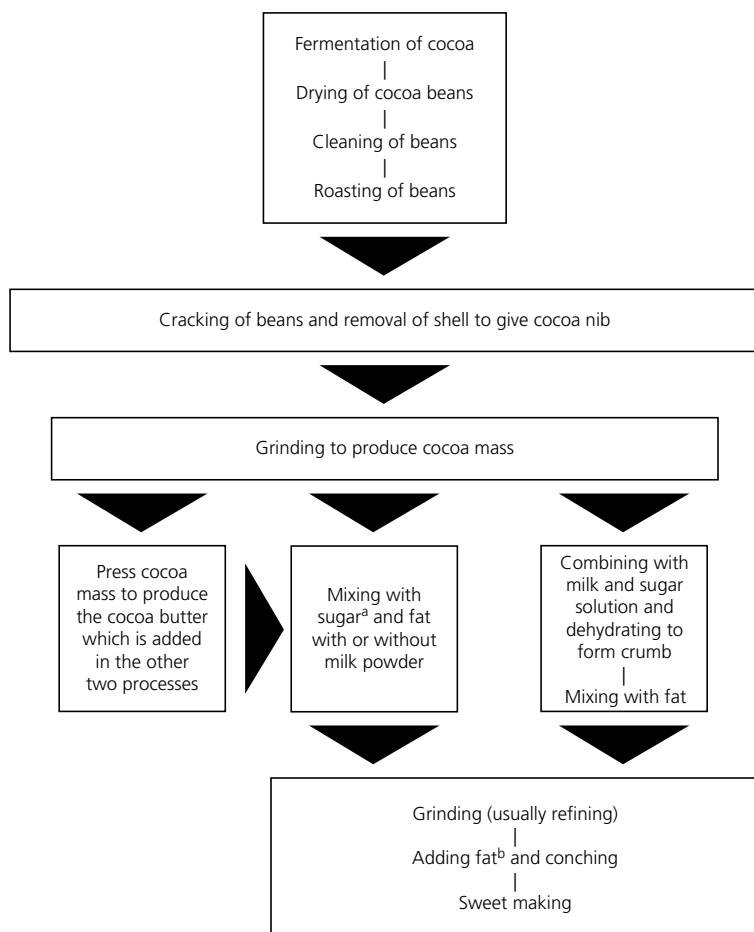 Fermentation of cocoa
|
Drying of cocoa beans
|
Cleaning of beans
|
Roasting of beans
Cracking of beans and removal of shell to give cocoa nib
Grinding to produce cocoa mass
Press cocoa
mass to produce
the cocoa butter
which is added
in the other
two processes
Mixing with
sugarᵃ and fat
with or without
milk powder
Combining with
milk and sugar
solution and
dehydrating to
form crumb
|
Mixing with fat
Grinding (usually refining)
|
Adding fatᵇ and conching
|
Sweet making